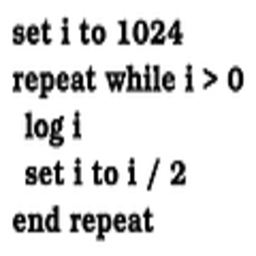 set i to 1024
repeat while i > 0
log i
set i to i / 2
end repeat